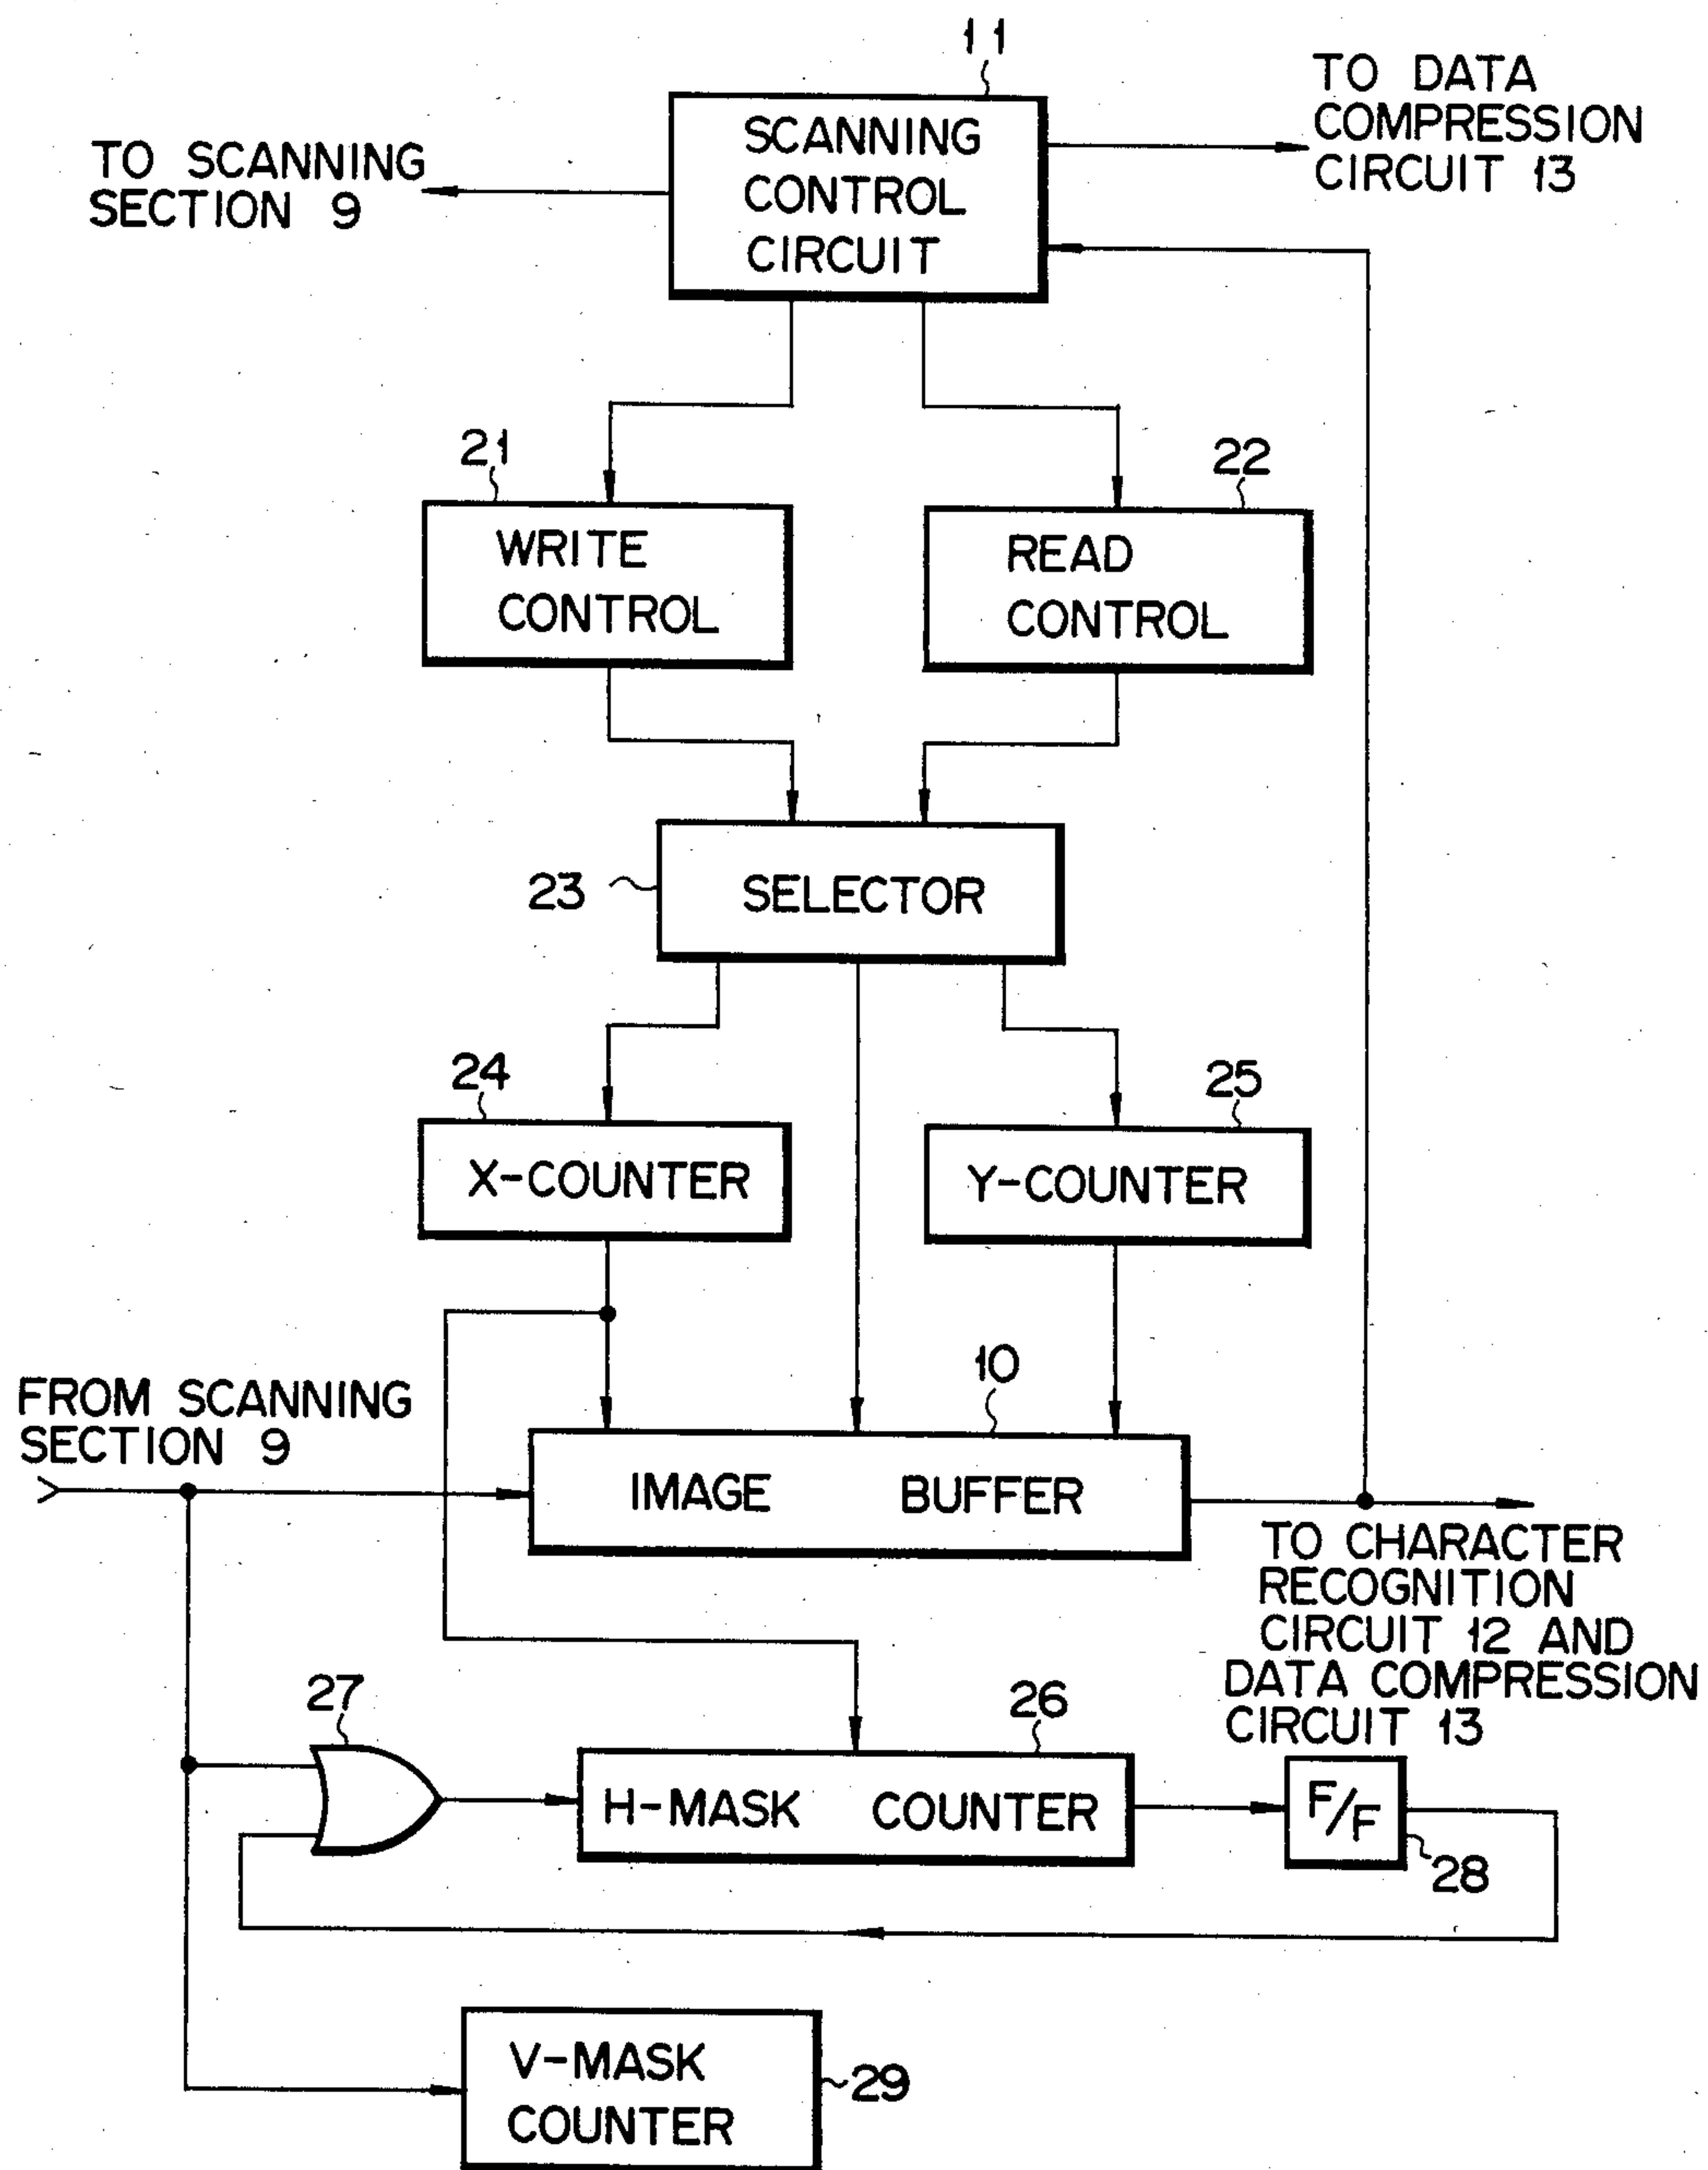 11
SCANNING
CONTROL
CIRCUIT
TO DATA
COMPRESSION
CIRCUIT 13
TO SCANNING
SECTION 9
21
WRITE
CONTROL
22
READ
CONTROL
23
SELECTOR
24
X-COUNTER
25
Y-COUNTER
FROM SCANNING
SECTION 9
10
IMAGE BUFFER
TO CHARACTER
RECOGNITION
CIRCUIT 12 AND
DATA COMPRESSION
CIRCUIT 13
27
26
H-MASK COUNTER
F/F
28
V-MASK
COUNTER
29